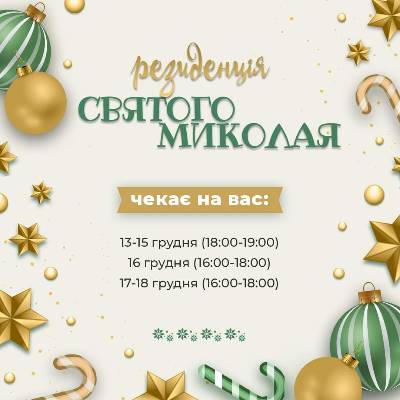 резиденція
СВЯТОГО
МИКОЛАЯ
чекає на вас:
13-15 грудня (18:00-19:00)
16 грудня (16:00-18:00)
17-18 грудня (16:00-18:00)